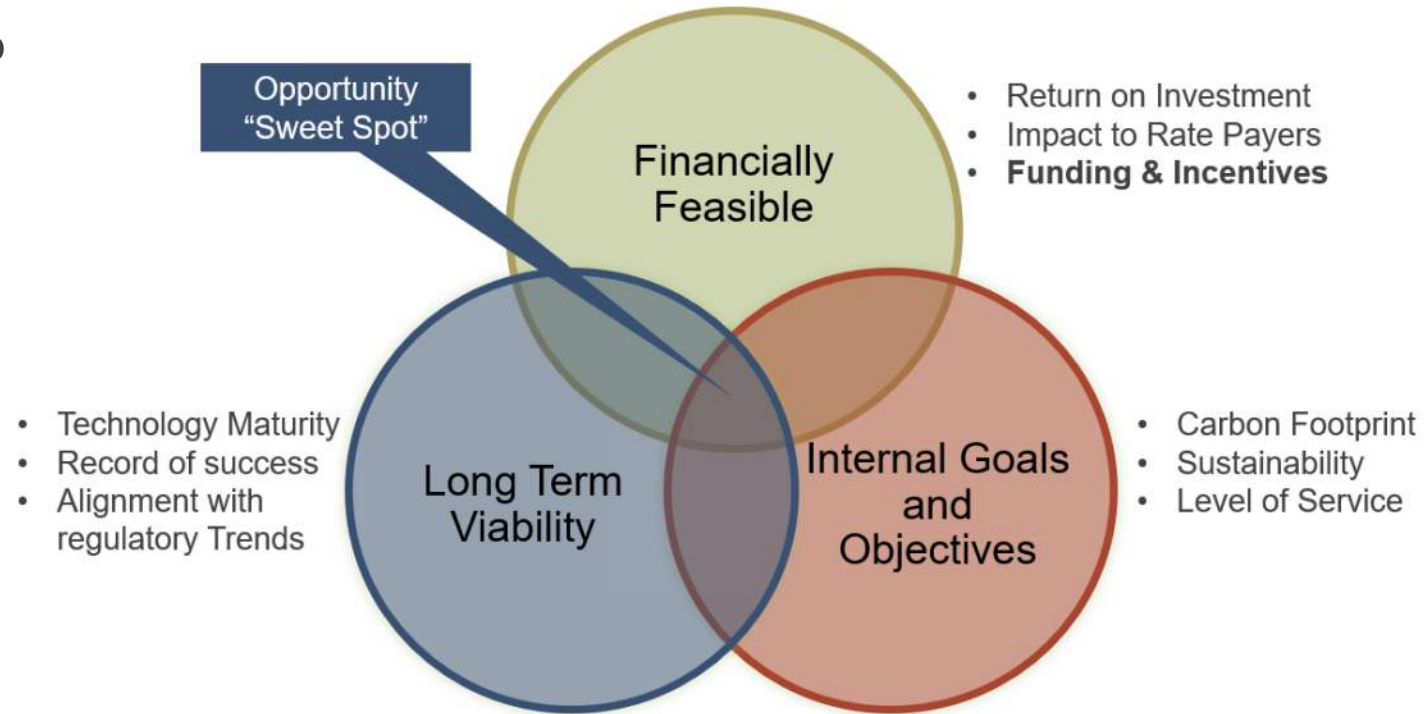 Opportunity
“Sweet Spot”
Financially
Feasible
• Return on Investment
• Impact to Rate Payers
• Funding & Incentives
• Technology Maturity
• Record of success
• Alignment with
regulatory Trends
Long Term
Viability
Internal Goals
and
Objectives
• Carbon Footprint
• Sustainability
• Level of Service